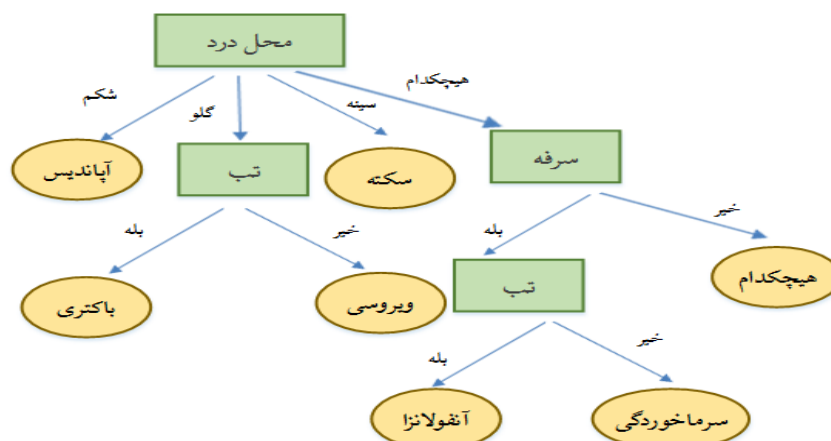 محل درد
هیچکدام
شکم
گلو
سینه
آپاندیس
تب
سکته
سرفه
بله
خیر
بله
خیر
باکتری
ویروسی
تب
هیچکدام
بله
خیر
آنفولانزا
سرماخوردگی